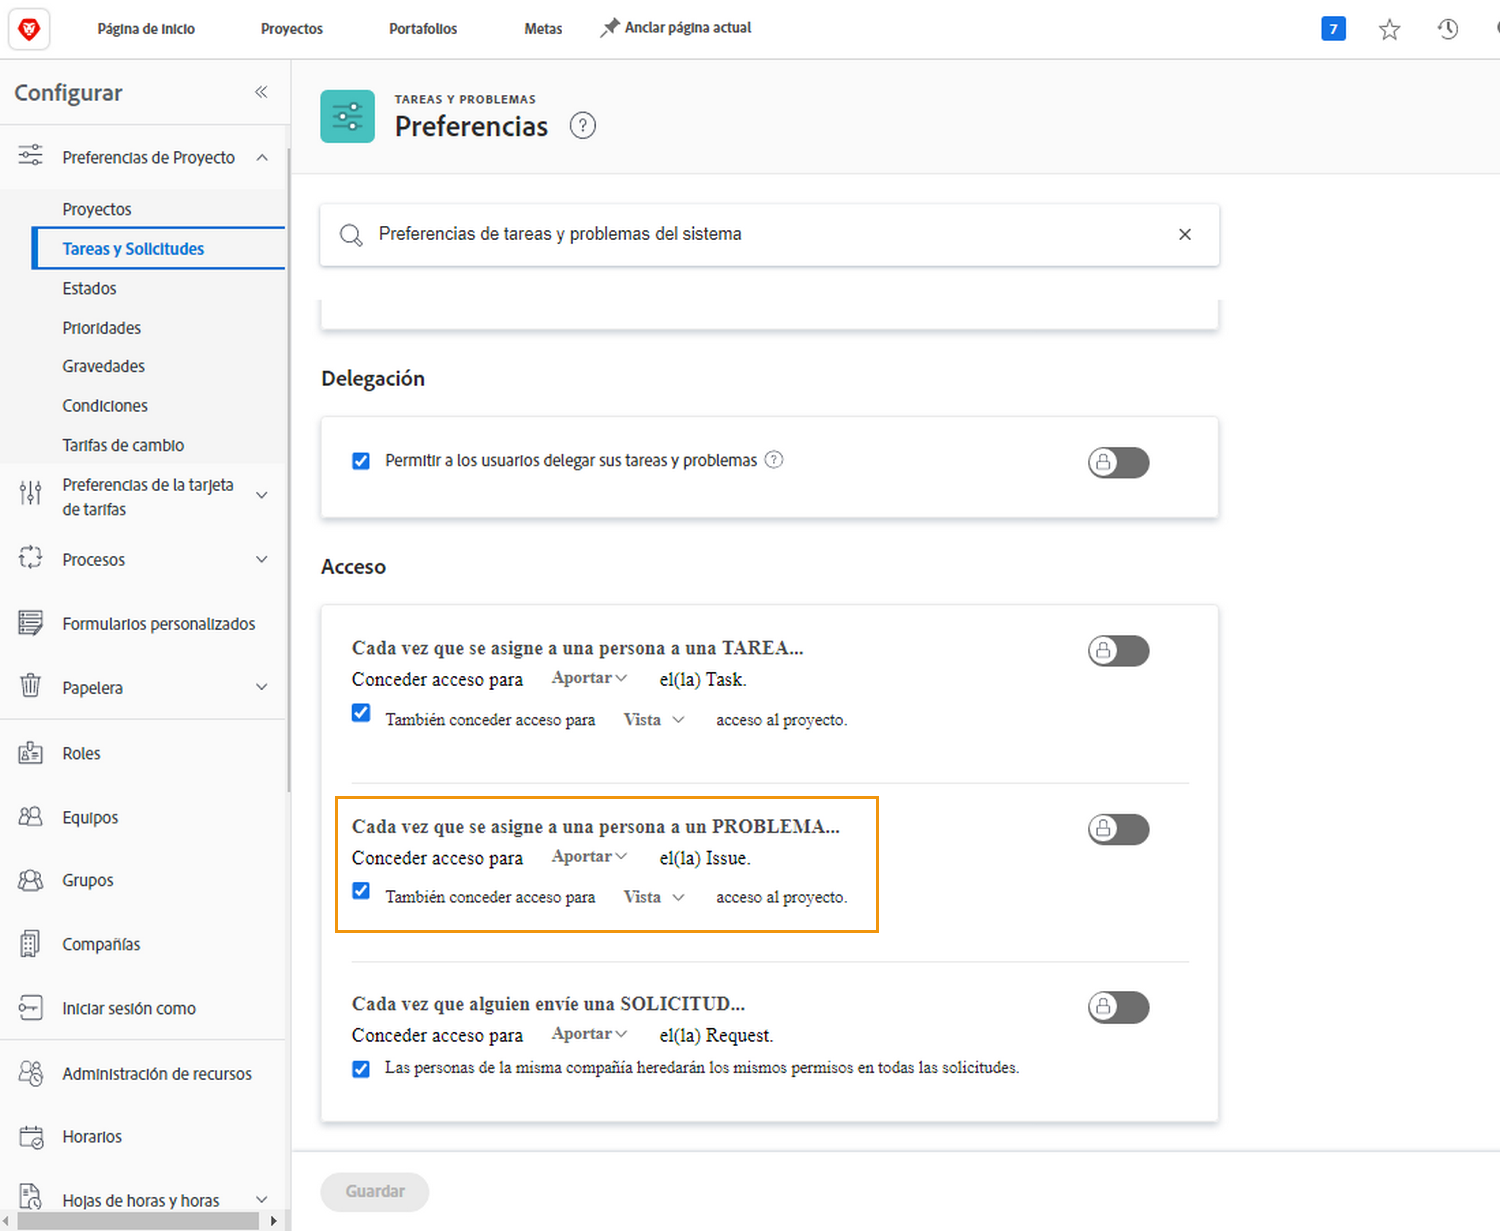 Página de inicio
Proyectos
Portafolios
Metas
Anclar página actual
7
Configurar
Preferencias de Proyecto
Proyectos
Tareas y Solicitudes
Estados
Prioridades
Gravedades
Condiciones
Tarifas de cambio
Preferencias de la tarjeta
de tarifas
Procesos
Formularios personalizados
Papelera
Roles
Equipos
Grupos
Compañías
Iniciar sesión como
Administración de recursos
Horarios
Hojas de horas y horas
TAREAS Y PROBLEMAS
Preferencias
Preferencias de tareas y problemas del sistema
Delegación
Permitir a los usuarios delegar sus tareas y problemas
Acceso
Cada vez que se asigne a una persona a una TAREA...
Conceder acceso para Aportar el(la) Task.
También conceder acceso para Vista acceso al proyecto.
Cada vez que se asigne a una persona a un PROBLEMA...
Conceder acceso para Aportar el(la) Issue.
También conceder acceso para Vista acceso al proyecto.
Cada vez que alguien envíe una SOLICITUD...
Conceder acceso para Aportar el(la) Request.
Las personas de la misma compañía heredarán los mismos permisos en todas las solicitudes.
Guardar